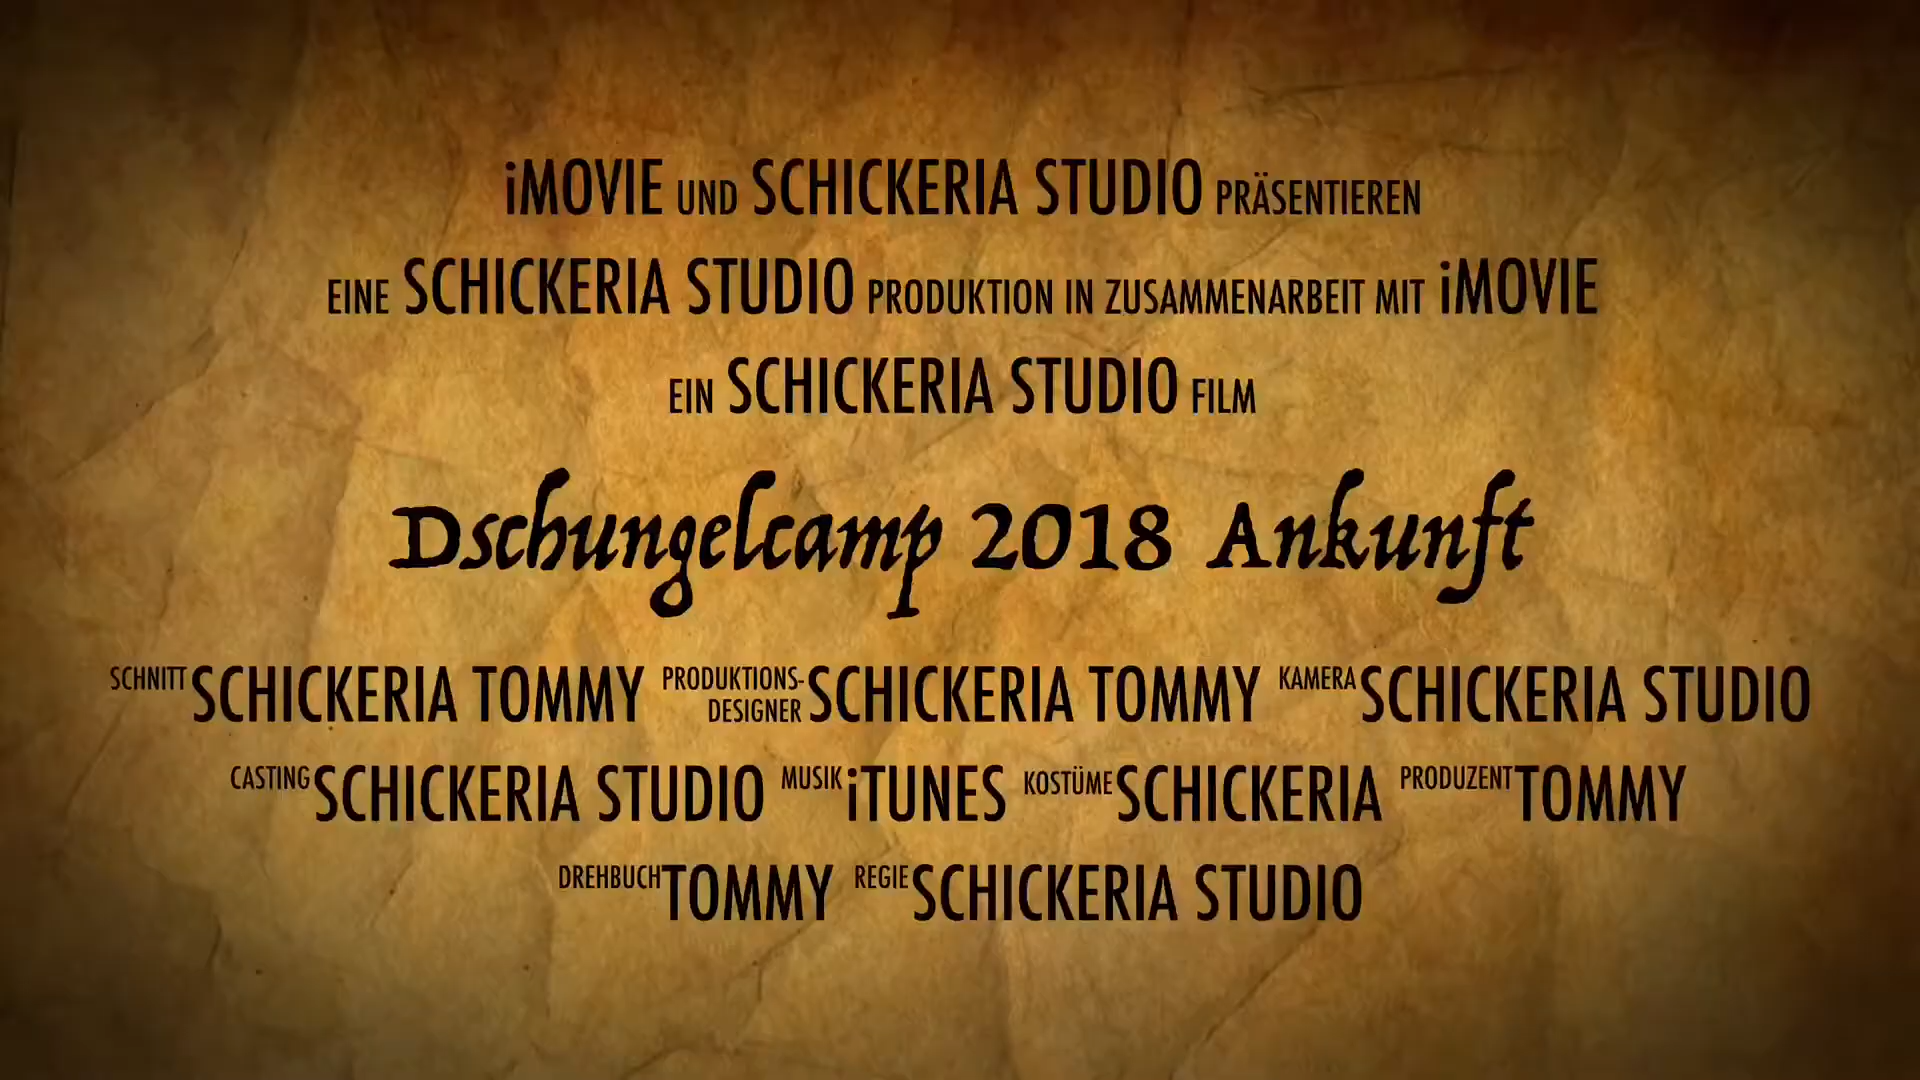 iMOVIE UND SCHICKERIA STUDIO PRÄSENTIEREN
EINE SCHICKERIA STUDIO PRODUKTION IN ZUSAMMENARBEIT MIT iMOVIE
EIN SCHICKERIA STUDIO FILM
Dschungelcamp 2018 Ankunft
SCHNITT SCHICKERIA TOMMY PRODUKTIONS-DESIGNER SCHICKERIA TOMMY KAMERA SCHICKERIA STUDIO
CASTING SCHICKERIA STUDIO MUSIK iTUNES KOSTÜME SCHICKERIA PRODUZENT TOMMY
DREHBUCH TOMMY REGIE SCHICKERIA STUDIO